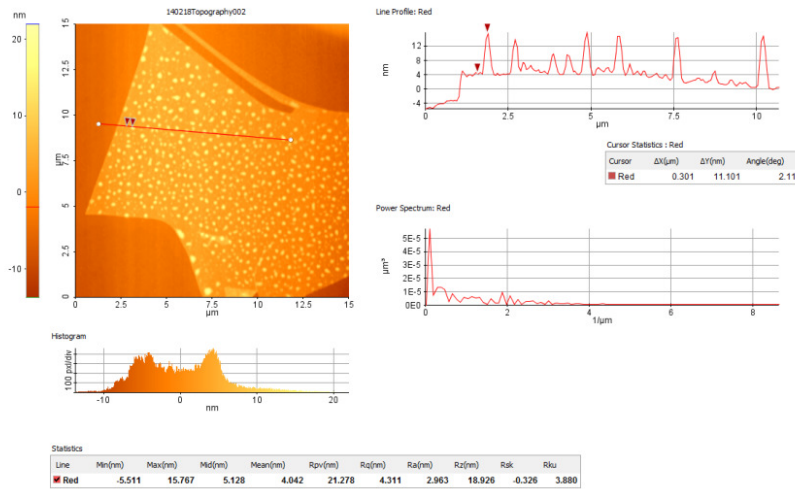 nm
20
10
0
-10
140218Topography002
15
12.5
10
7.5
5
2.5
0
µm
0 2.5 5 7.5 10 12.5 15
µm
Line Profile: Red
nm
12
8
4
0
-4
0 2.5 5 7.5 10
µm
Cursor Statistics : Red
Cursor ΔX(µm) ΔY(nm) Angle(deg)
Red 0.301 11.101 2.11
Power Spectrum: Red
µm³
5E-5
4E-5
3E-5
2E-5
1E-5
0E0
0 2 4 6 8
1/µm
Histogram
100 pxl/div
-10 0 10 20
nm
Statistics
Line Min(nm) Max(nm) Mid(nm) Mean(nm) Rpv(nm) Rq(nm) Ra(nm) Rz(nm) Rsk Rku
Red -5.511 15.767 5.128 4.042 21.278 4.311 2.963 18.926 -0.326 3.880